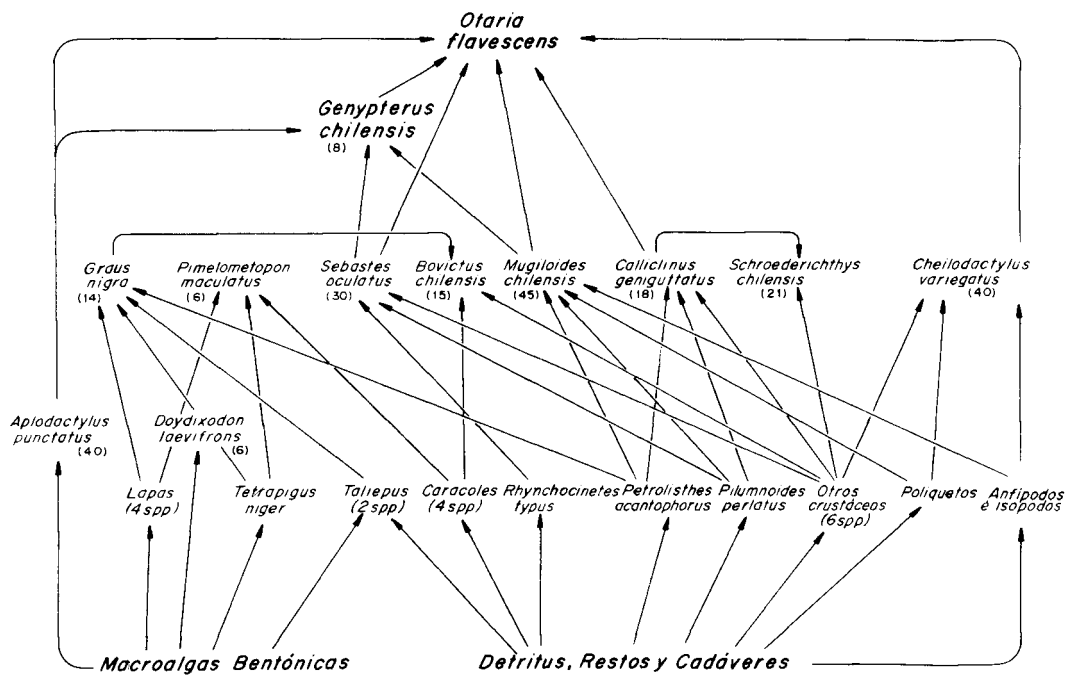 Otaria
flavescens
Genypterus
chilensis
(8)
Graus
nigra
(14)
Pimelometopon
maculatus
(6)
Sebastes
oculatus
(30)
Bovictus
chilensis
(15)
Mugiloides
chilensis
(45)
Calliclinus
geniguttatus
(18)
Schroederichthys
chilensis
(21)
Cheilodactylus
variegatus
(40)
Aplodactylus
punctatus
(40)
Doydixodon
laevifrons
(6)
Lapas
(4 spp)
Tetrapigus
niger
Taliepus
(2 spp)
Caracoles
(4 spp)
Rhynchocinetes
typus
Petrolisthes
acantophorus
Pilumnoides
perlatus
Otros
crustáceos
(6 spp)
Poliquetos
Anfipodos
é isópodos
Macroalgas Bentónicas
Detritus, Restos y Cadáveres